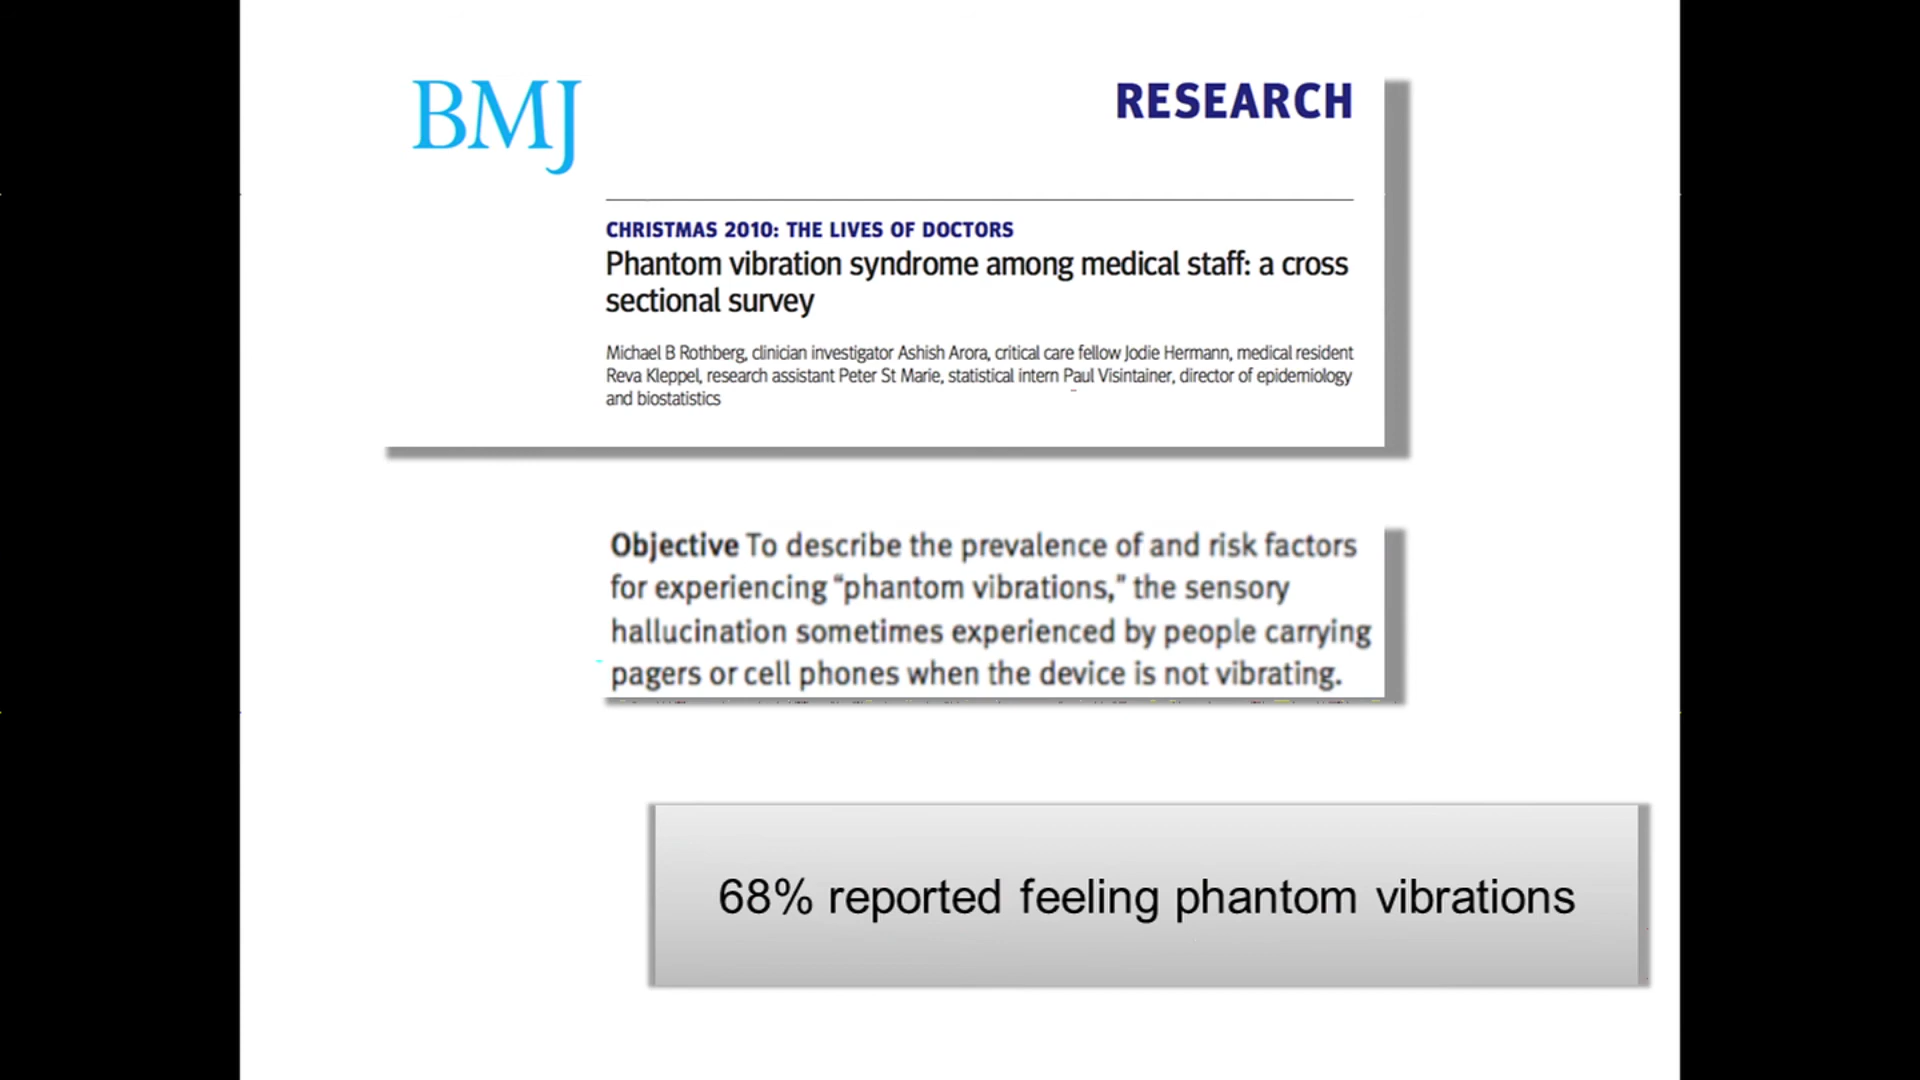 BMJ
RESEARCH
CHRISTMAS 2010: THE LIVES OF DOCTORS
Phantom vibration syndrome among medical staff: a cross
sectional survey
Michael B Rothberg, clinician investigator Ashish Arora, critical care fellow Jodie Hermann, medical resident
Reva Kleppel, research assistant Peter St Marie, statistical intern Paul Visintainer, director of epidemiology
and biostatistics
Objective To describe the prevalence of and risk factors
for experiencing “phantom vibrations,” the sensory
hallucination sometimes experienced by people carrying
pagers or cell phones when the device is not vibrating.
68% reported feeling phantom vibrations